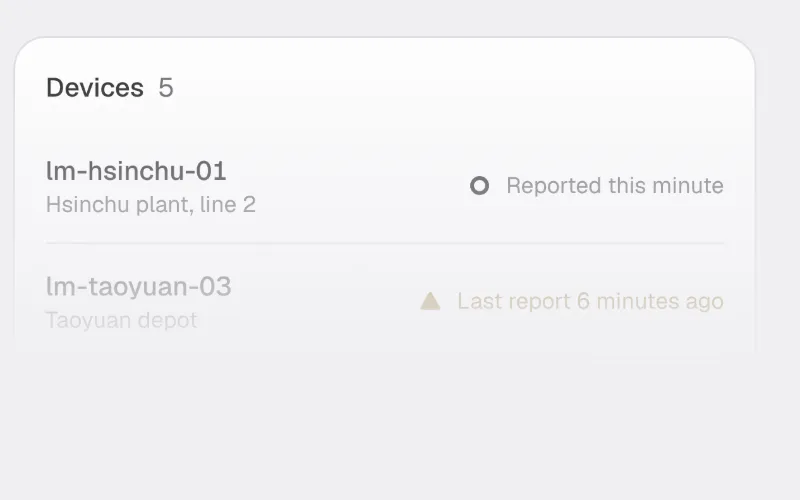 Devices 5
lm-hsinchu-01
Hsinchu plant, line 2
Reported this minute
lm-taoyuan-03
Taoyuan depot
Last report 6 minutes ago